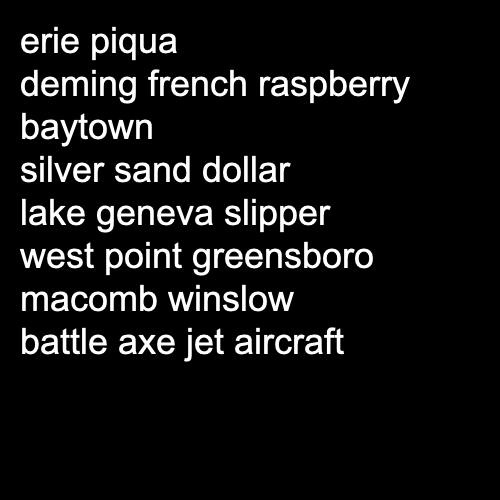 erie piqua
deming french raspberry
baytown
silver sand dollar
lake geneva slipper
west point greensboro
macomb winslow
battle axe jet aircraft